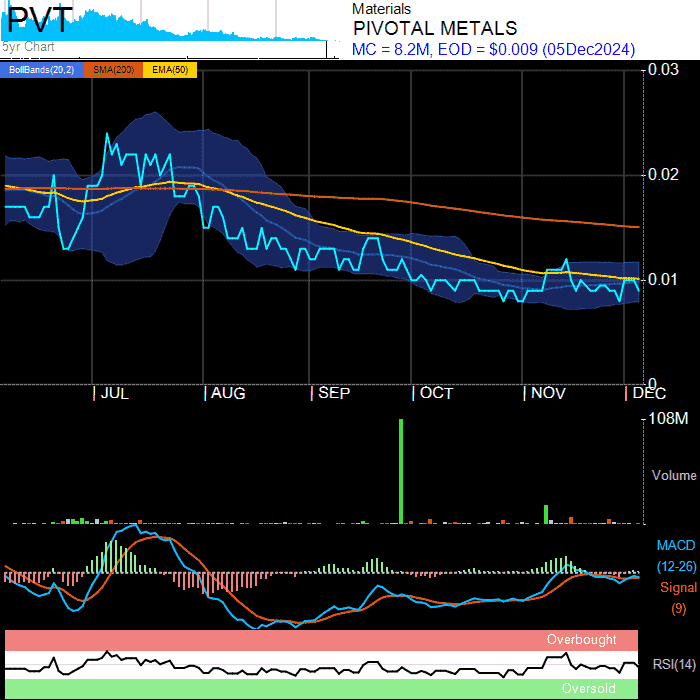 PVT
5yr Chart
Materials
PIVOTAL METALS
MC = 8.2M, EOD = $0.009 (05Dec2024)
BollBands(20,2) SMA(200) EMA(50)
0.03
0.02
0.01
0
JUL AUG SEP OCT NOV DEC
108M
Volume
MACD
(12-26)
Signal
(9)
Overbought
RSI(14)
Oversold